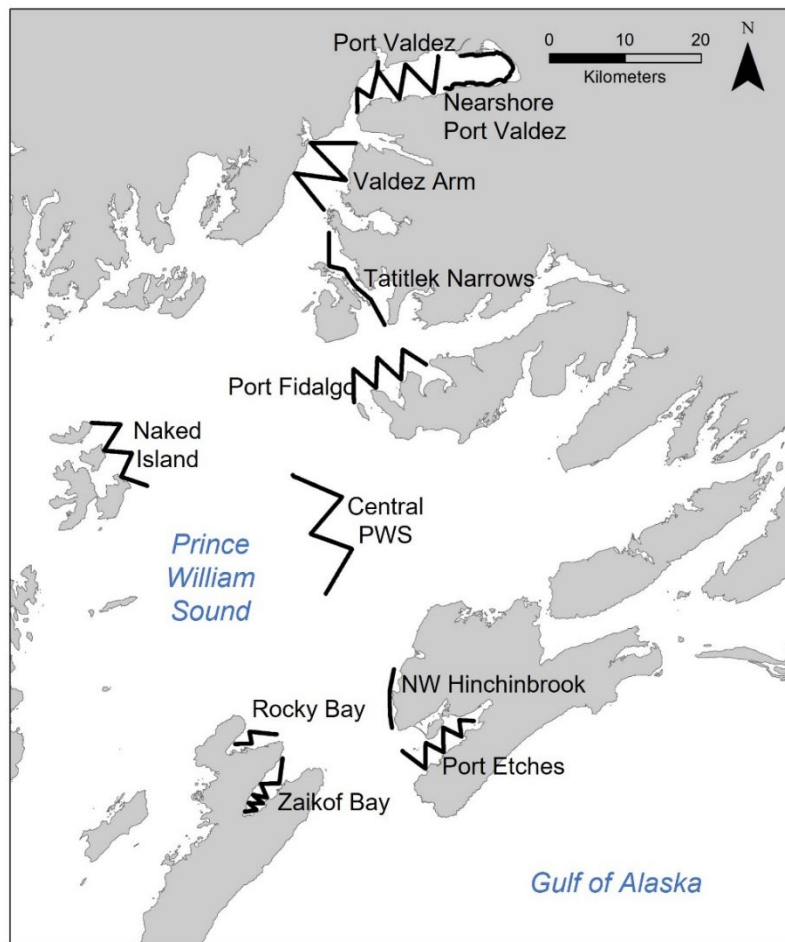 Port Valdez
0 10 20
Kilometers
N
Nearshore
Port Valdez
Valdez Arm
Tatitlek Narrows
Port Fidalgo
Naked
Island
Central
PWS
Prince
William
Sound
NW Hinchinbrook
Rocky Bay
Port Etches
Zaikof Bay
Gulf of Alaska